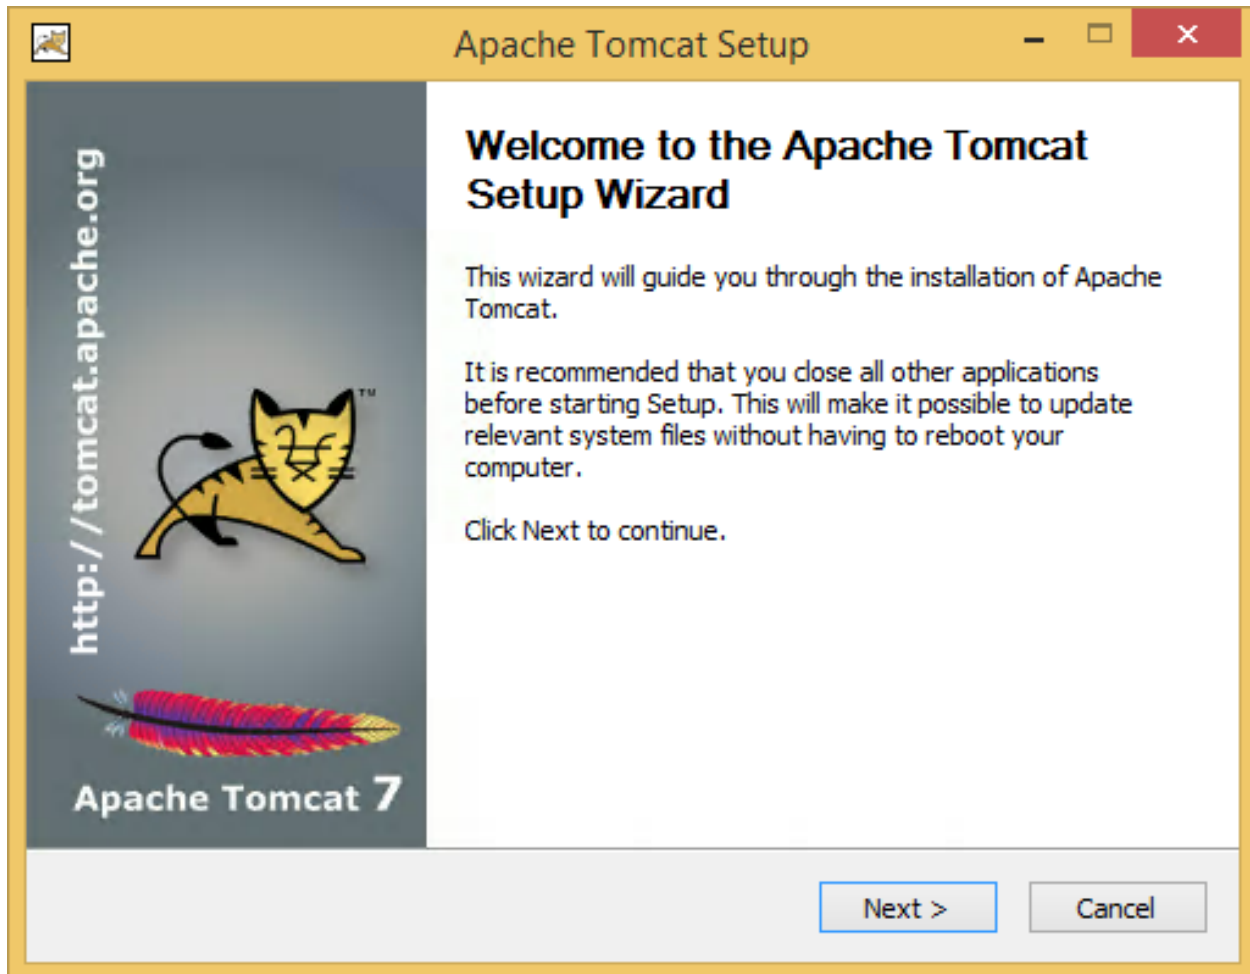 Apache Tomcat Setup
http://tomcat.apache.org
TM
Apache Tomcat 7
Welcome to the Apache Tomcat
Setup Wizard
This wizard will guide you through the installation of Apache
Tomcat.
It is recommended that you close all other applications
before starting Setup. This will make it possible to update
relevant system files without having to reboot your
computer.
Click Next to continue.
Next >
Cancel